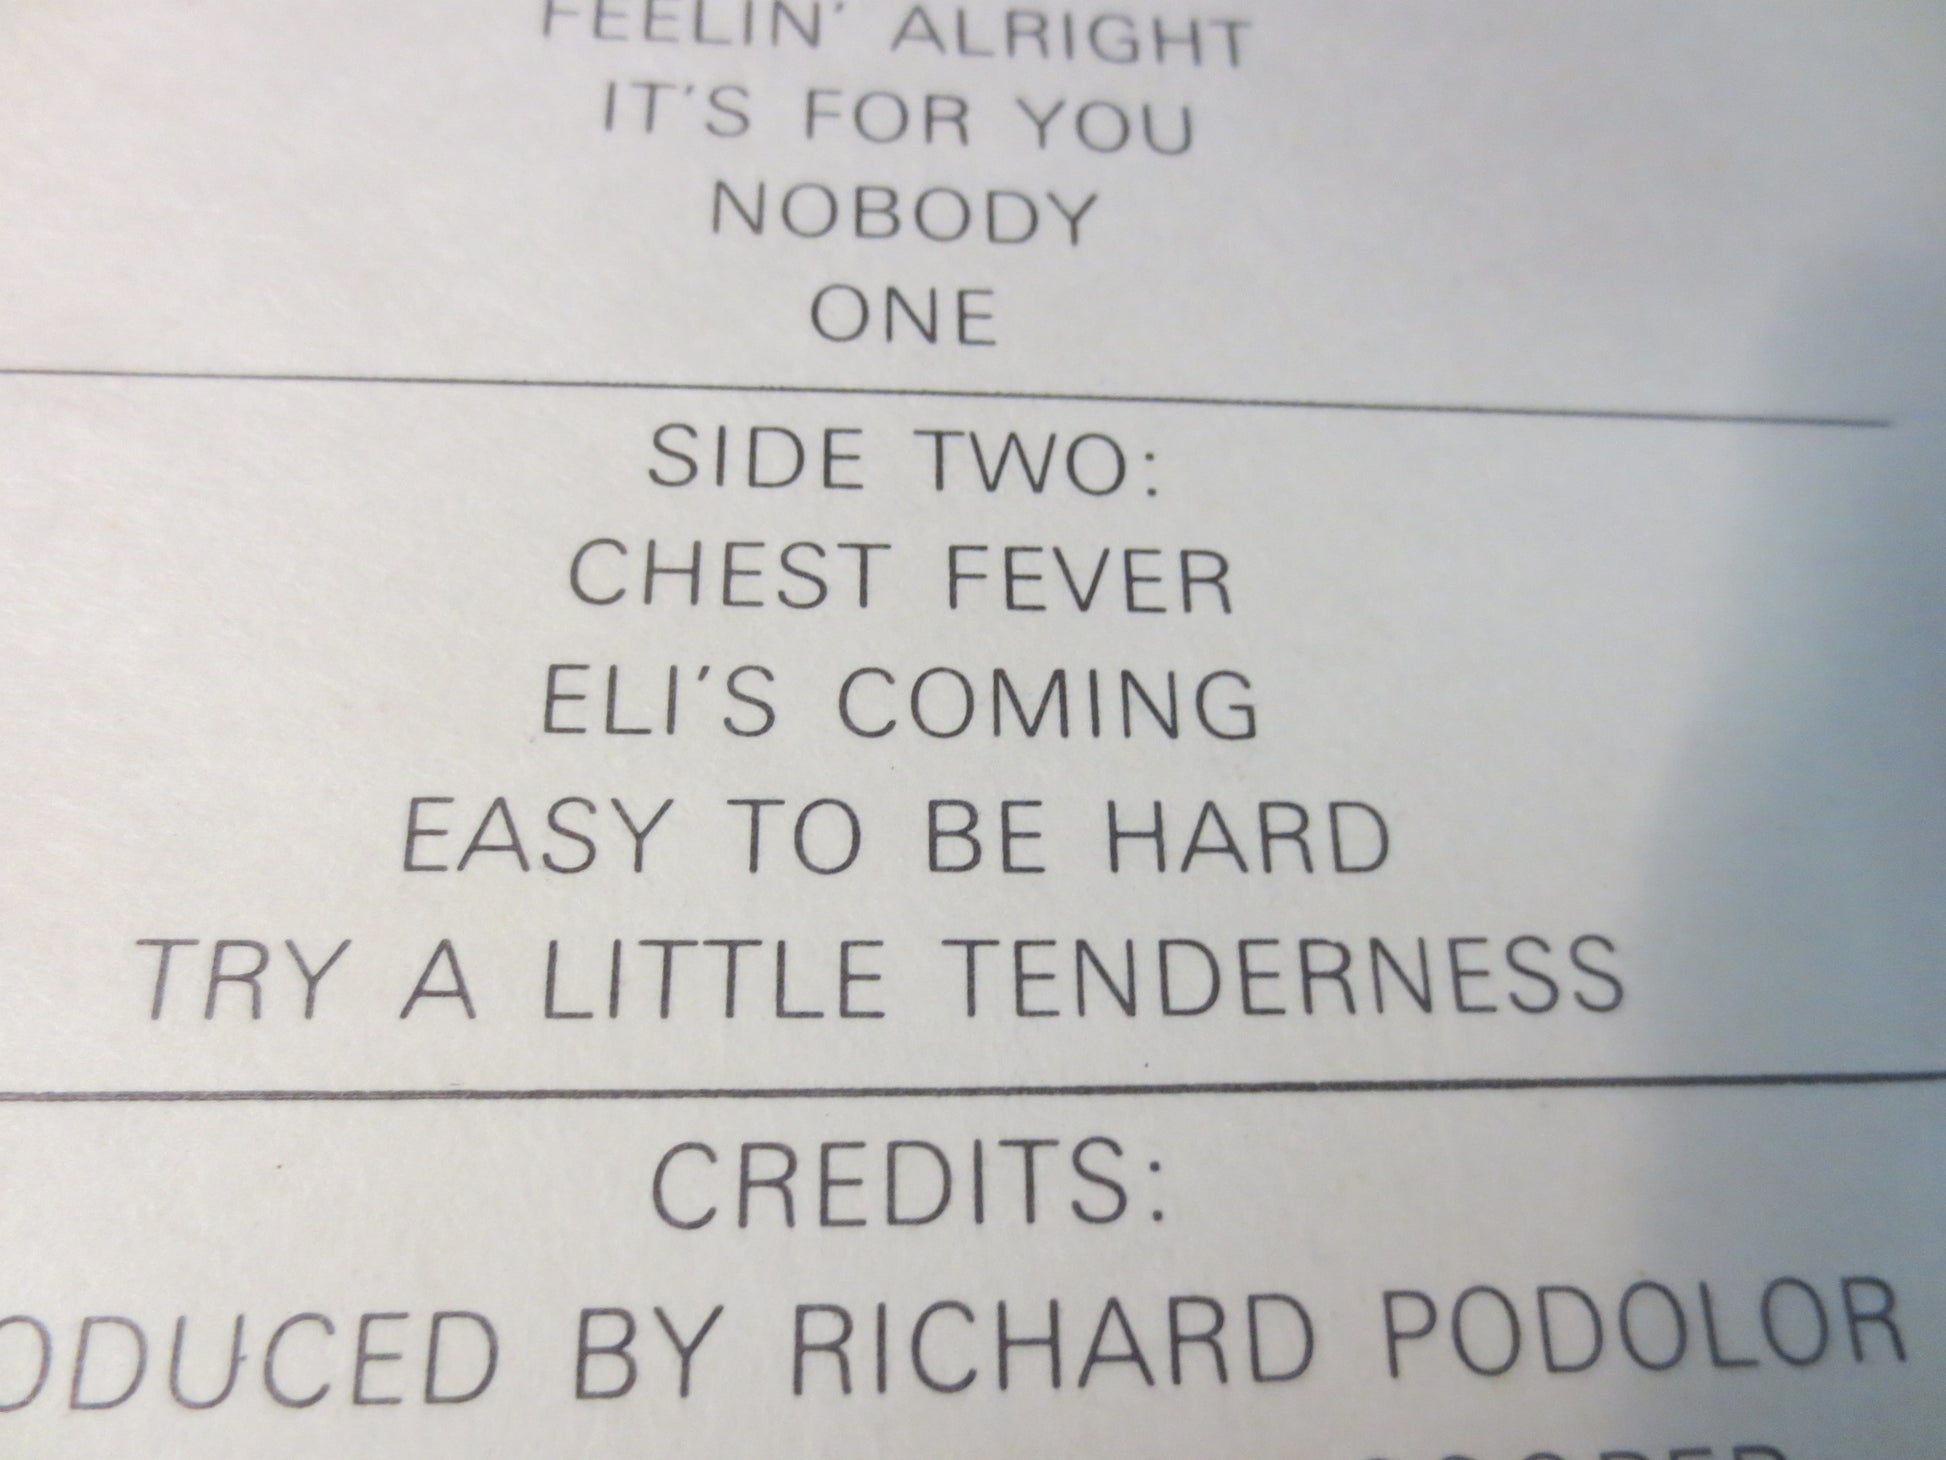 FEELIN' ALRIGHT
IT'S FOR YOU
NOBODY
ONE
SIDE TWO:
CHEST FEVER
ELI'S COMING
EASY TO BE HARD
TRY A LITTLE TENDERNESS
CREDITS:
ODUCED BY RICHARD PODOLOR